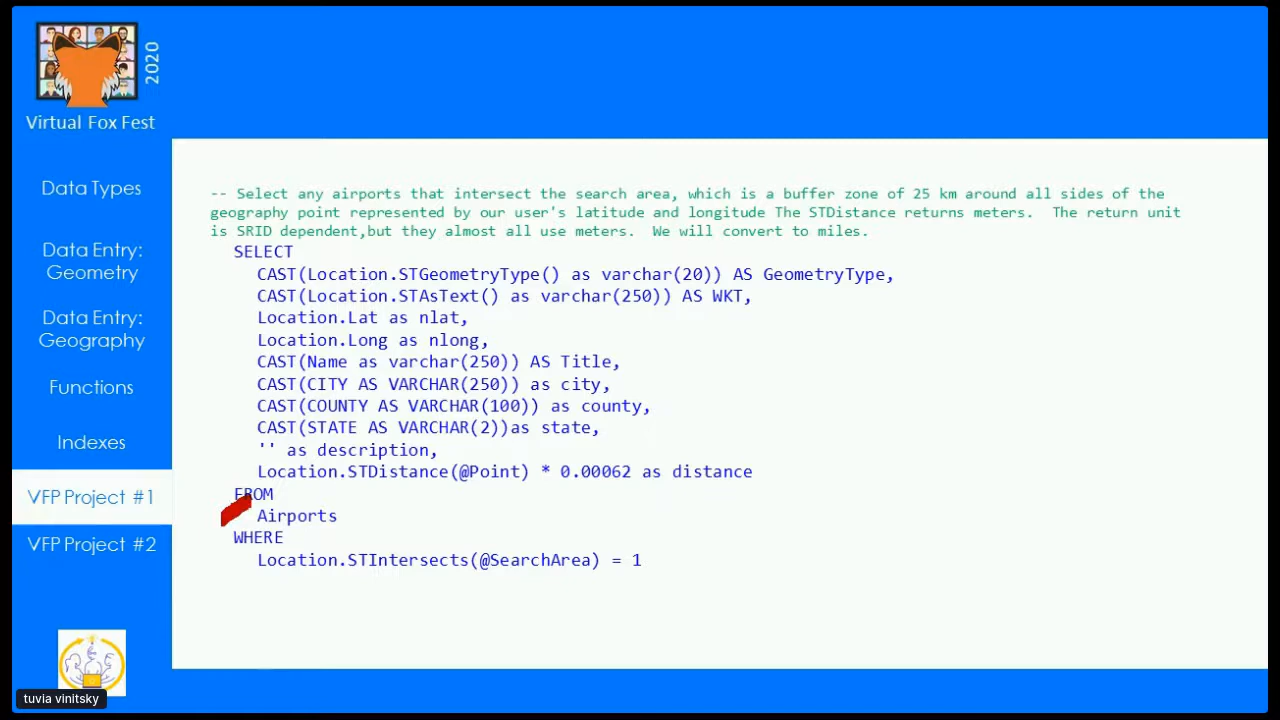 2020
Virtual Fox Fest
Data Types
Data Entry:
Geometry
Data Entry:
Geography
Functions
Indexes
VFP Project #1
VFP Project #2
tuvia vinitsky
-- Select any airports that intersect the search area, which is a buffer zone of 25 km around all sides of the
geography point represented by our user's latitude and longitude The STDistance returns meters.  The return unit
is SRID dependent,but they almost all use meters.  We will convert to miles.
SELECT
CAST(Location.STGeometryType() as varchar(20)) AS GeometryType,
CAST(Location.STAsText() as varchar(250)) AS WKT,
Location.Lat as nlat,
Location.Long as nlong,
CAST(Name as varchar(250)) AS Title,
CAST(CITY AS VARCHAR(250)) as city,
CAST(COUNTY AS VARCHAR(100)) as county,
CAST(STATE AS VARCHAR(2))as state,
'' as description,
Location.STDistance(@Point) * 0.00062 as distance
FROM
Airports
WHERE
Location.STIntersects(@SearchArea) = 1